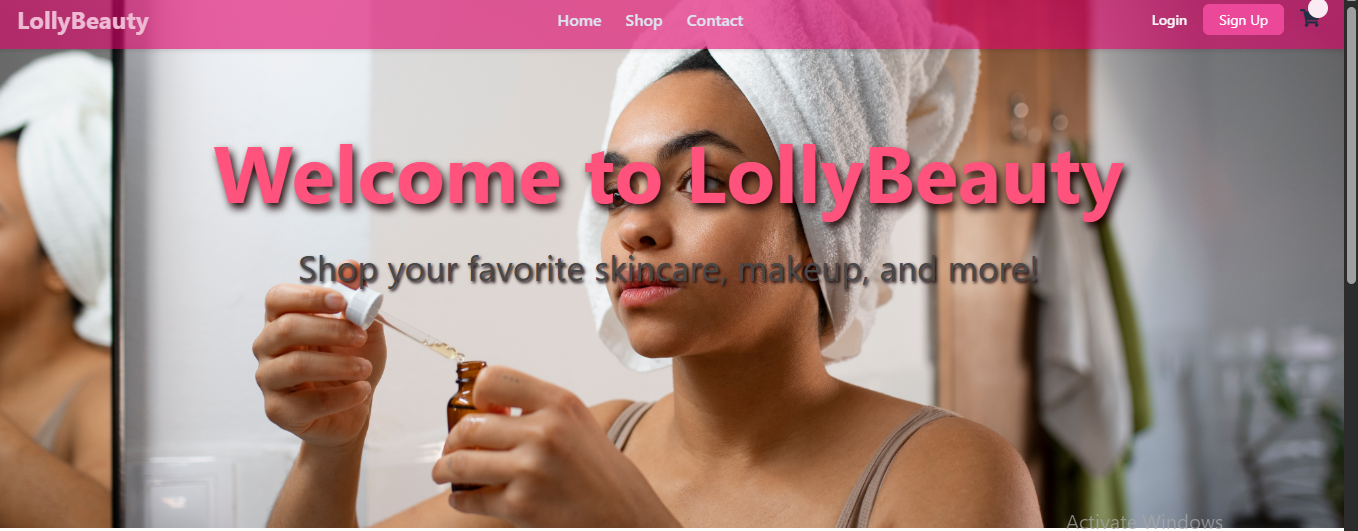 LollyBeauty
Home Shop Contact
Login Sign Up
Welcome to LollyBeauty
Shop your favorite skincare, makeup, and more!
Activate Windows